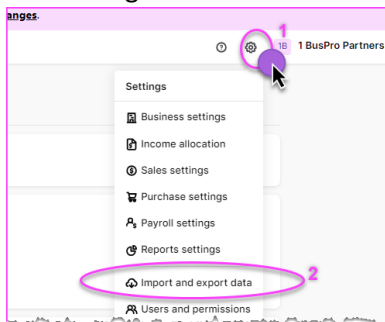 anges.
1
1B 1 BusPro Partners
Settings
Business settings
Income allocation
Sales settings
Purchase settings
Payroll settings
Reports settings
Import and export data
2
Users and permissions